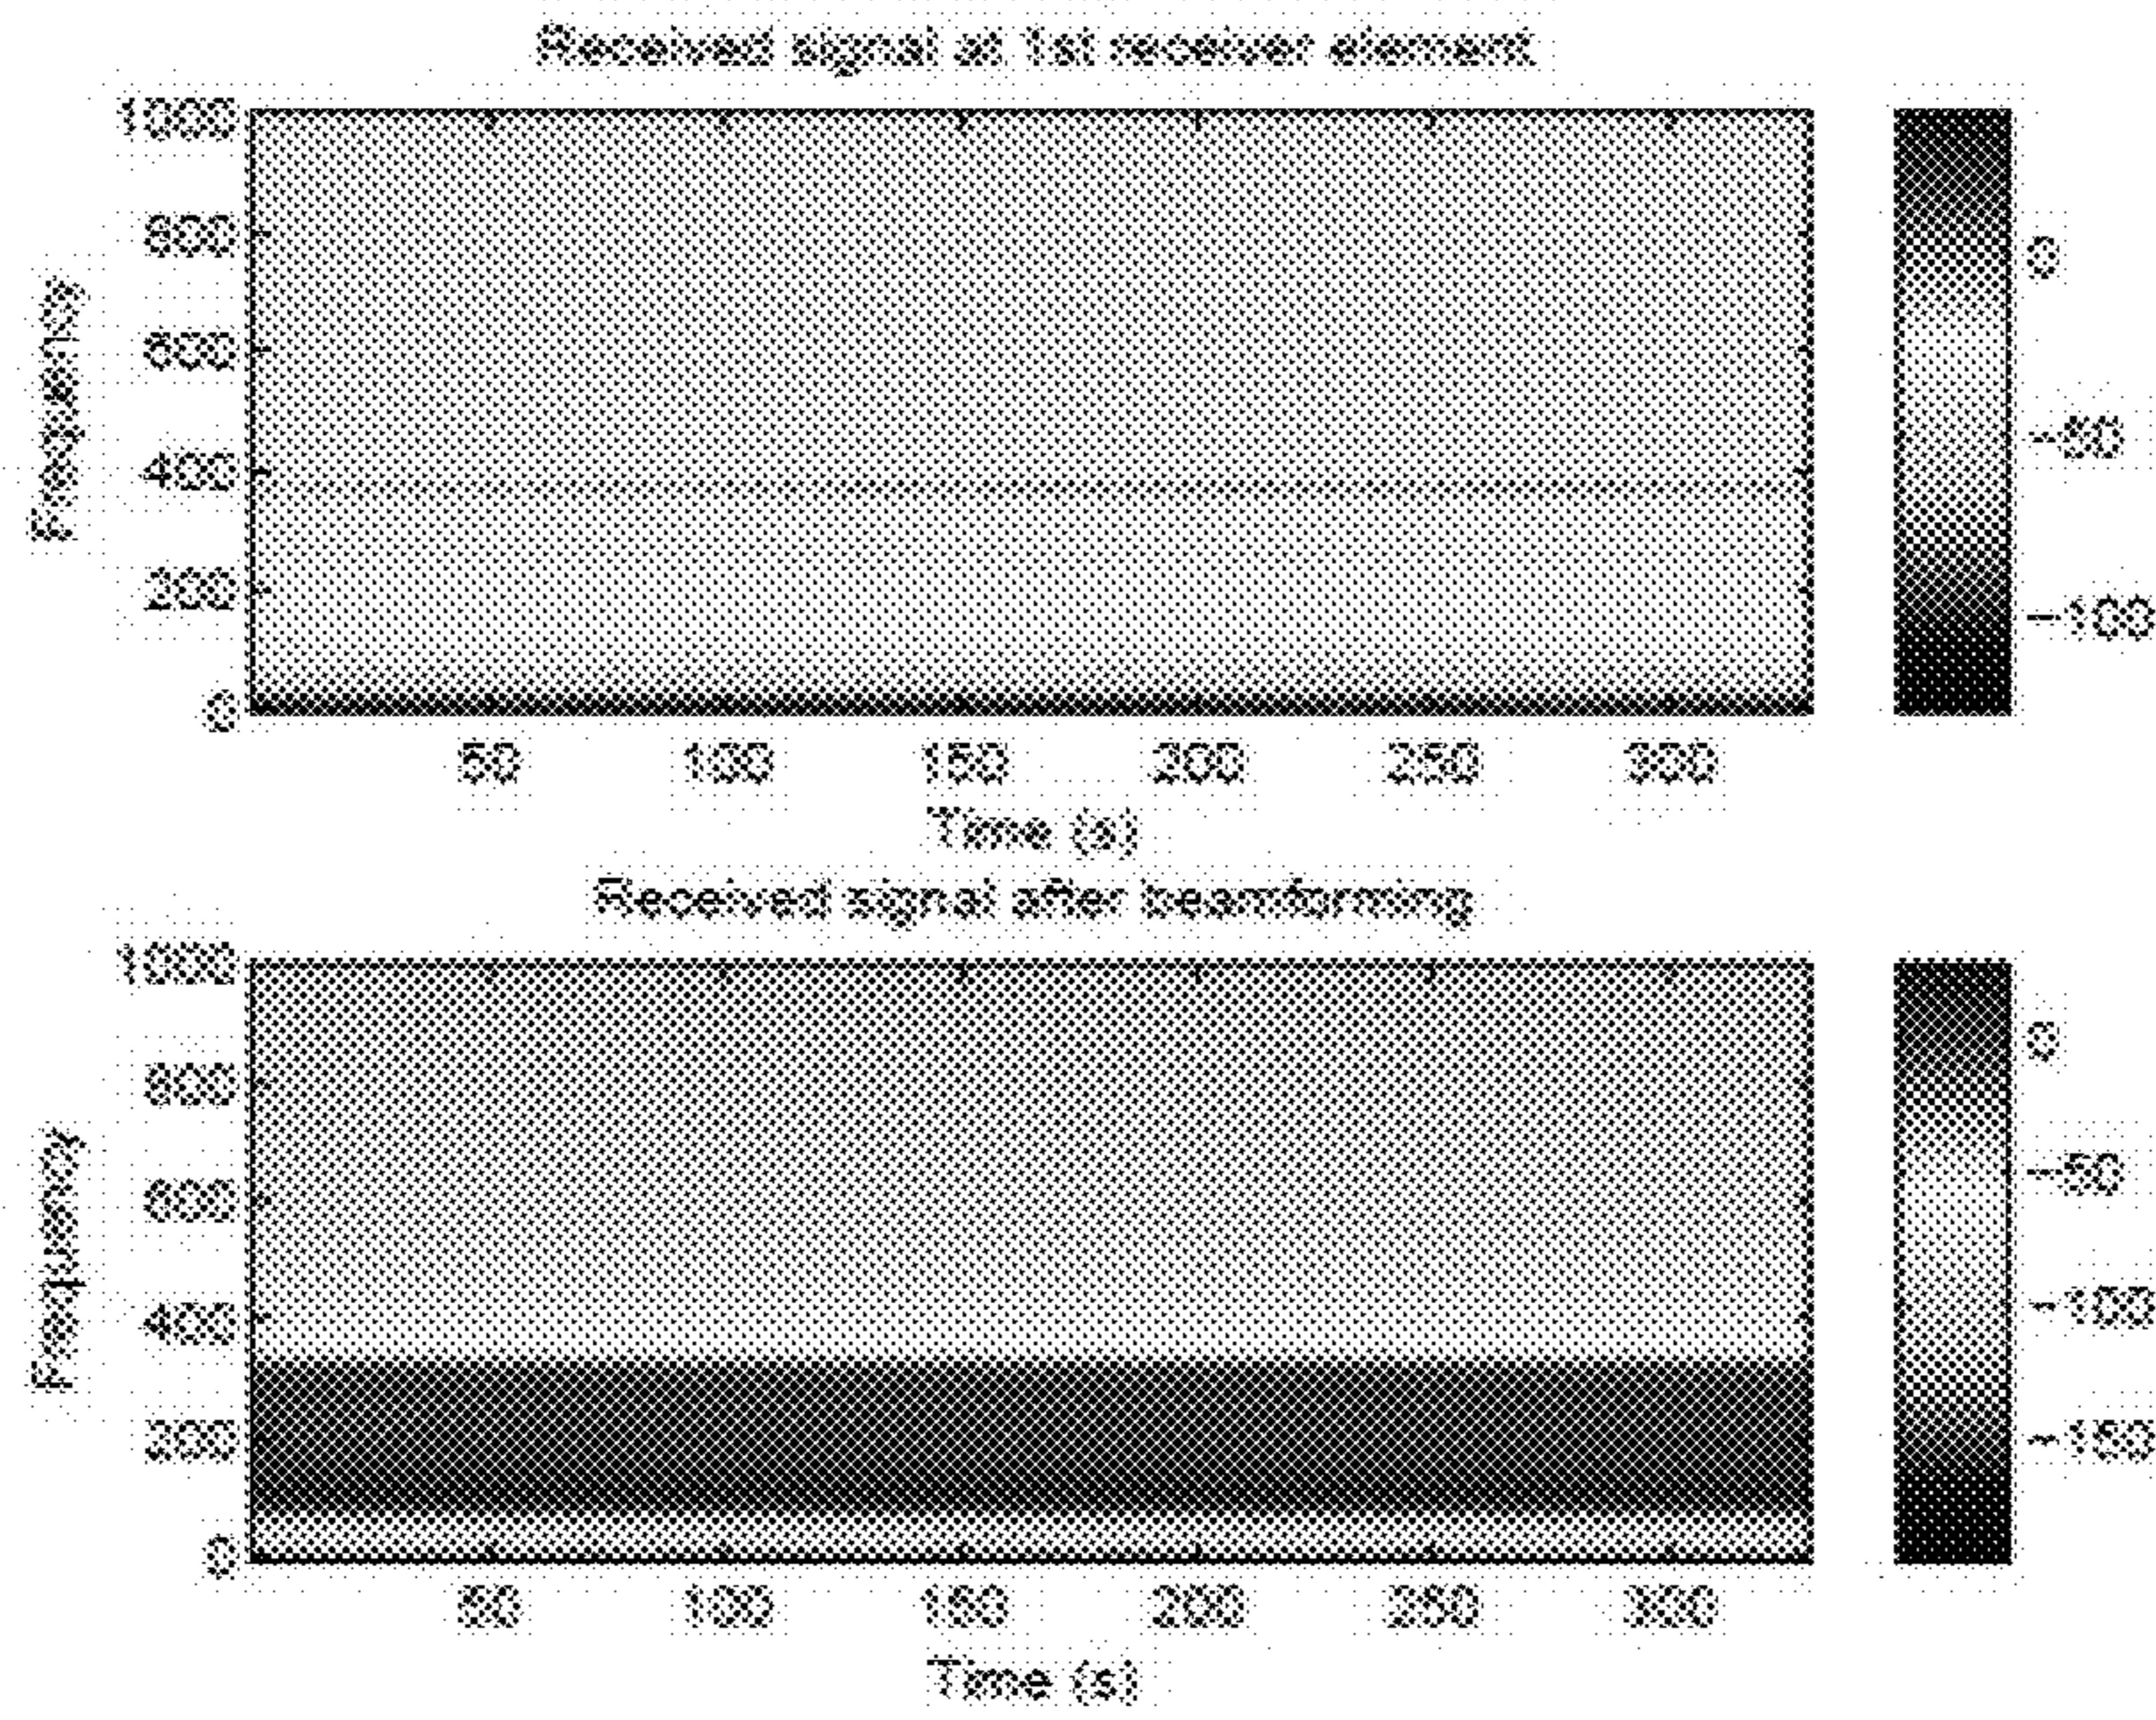 Received signal at 1st receiver element
1000
800
600
400
200
0
Frequency
50 100 150 200 250 300
Time (s)
0
-50
-100
Received signal after beamforming
1000
800
600
400
200
0
Frequency
50 100 150 200 250 300
Time (s)
0
-50
-100
-150